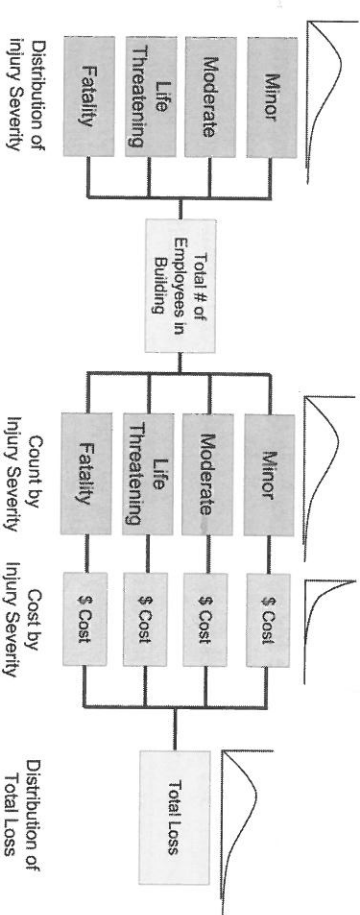 Minor
Moderate
Life
Threatening
Fatality
Distribution of
injury Severity
Total # of
Employees in
Building
Minor
Moderate
Life
Threatening
Fatality
Count by
Injury Severity
$ Cost
$ Cost
$ Cost
$ Cost
Cost by
Injury Severity
Total Loss
Distribution of
Total Loss